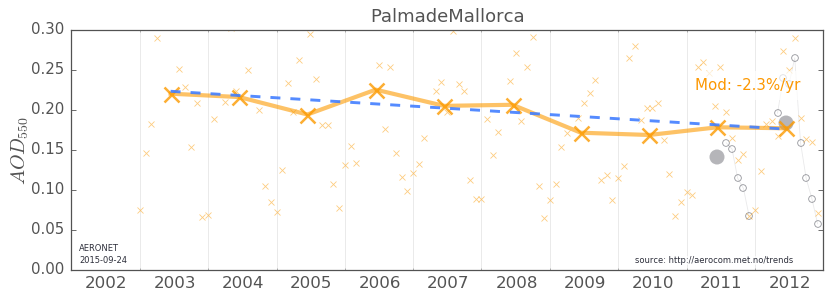 PalmadeMallorca
0.30
0.25
0.20
0.15
0.10
0.05
0.00
AOD550
Mod: -2.3%/yr
AERONET
2015-09-24
source: http://aerocom.met.no/trends
2002 2003 2004 2005 2006 2007 2008 2009 2010 2011 2012